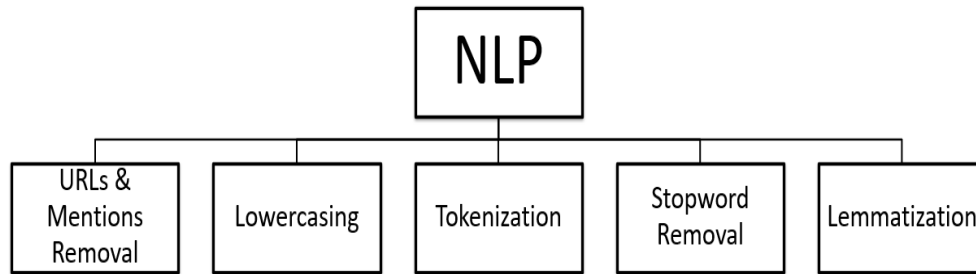 NLP
URLs &
Mentions
Removal
Lowercasing
Tokenization
Stopword
Removal
Lemmatization